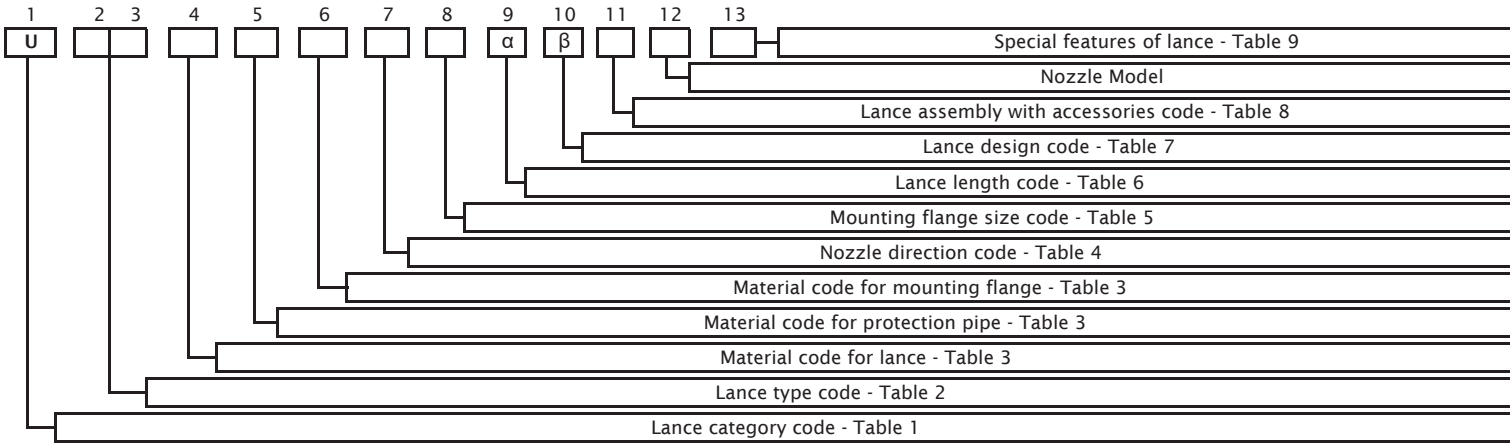 1 2 3 4 5 6 7 8 9 10 11 12 13
U α β Special features of lance - Table 9
Nozzle Model
Lance assembly with accessories code - Table 8
Lance design code - Table 7
Lance length code - Table 6
Mounting flange size code - Table 5
Nozzle direction code - Table 4
Material code for mounting flange - Table 3
Material code for protection pipe - Table 3
Material code for lance - Table 3
Lance type code - Table 2
Lance category code - Table 1